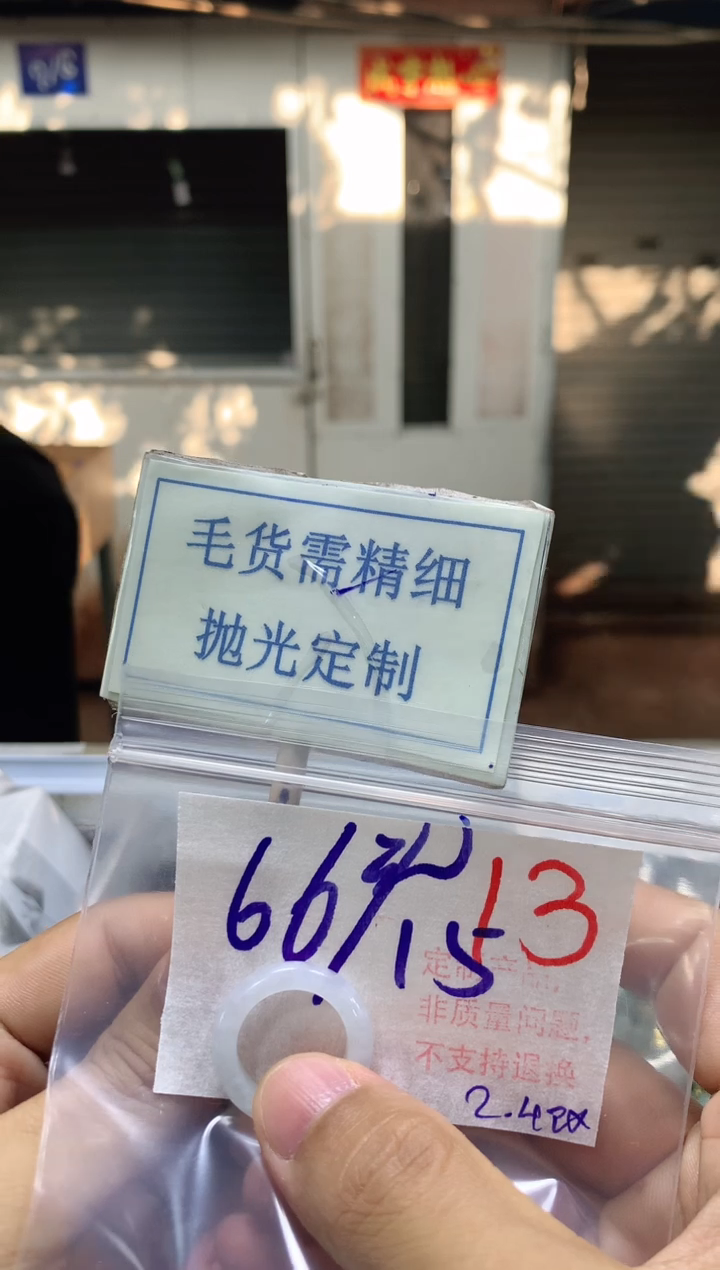 毛货需精细
抛光定制
66/15 13
定制产品,
非质量问题,
不支持退换
2.4